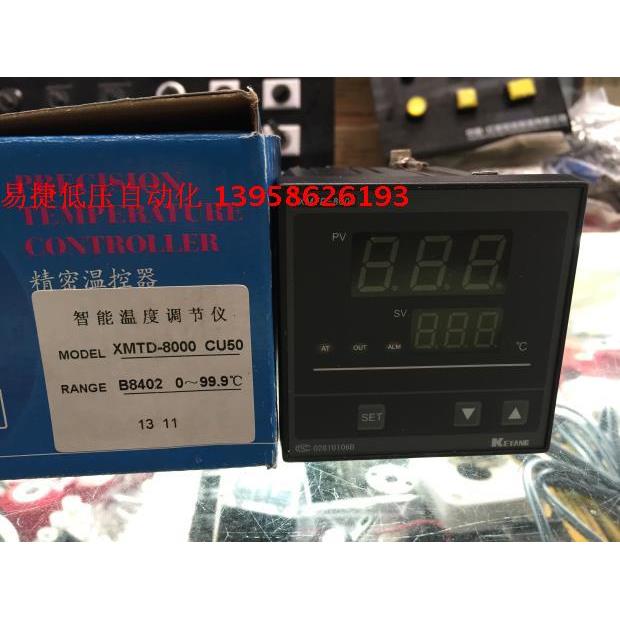 PRECISION
易捷低压自动化 13958626193
TEMPERATURE
CONTROLLER
精密温控器
智能温度调节仪
MODEL XMTD-8000 CU50
RANGE B8402 0～99.9℃
13 11
PV
SV
AT OUT ALM ℃
SET
02810106B
KEYANG